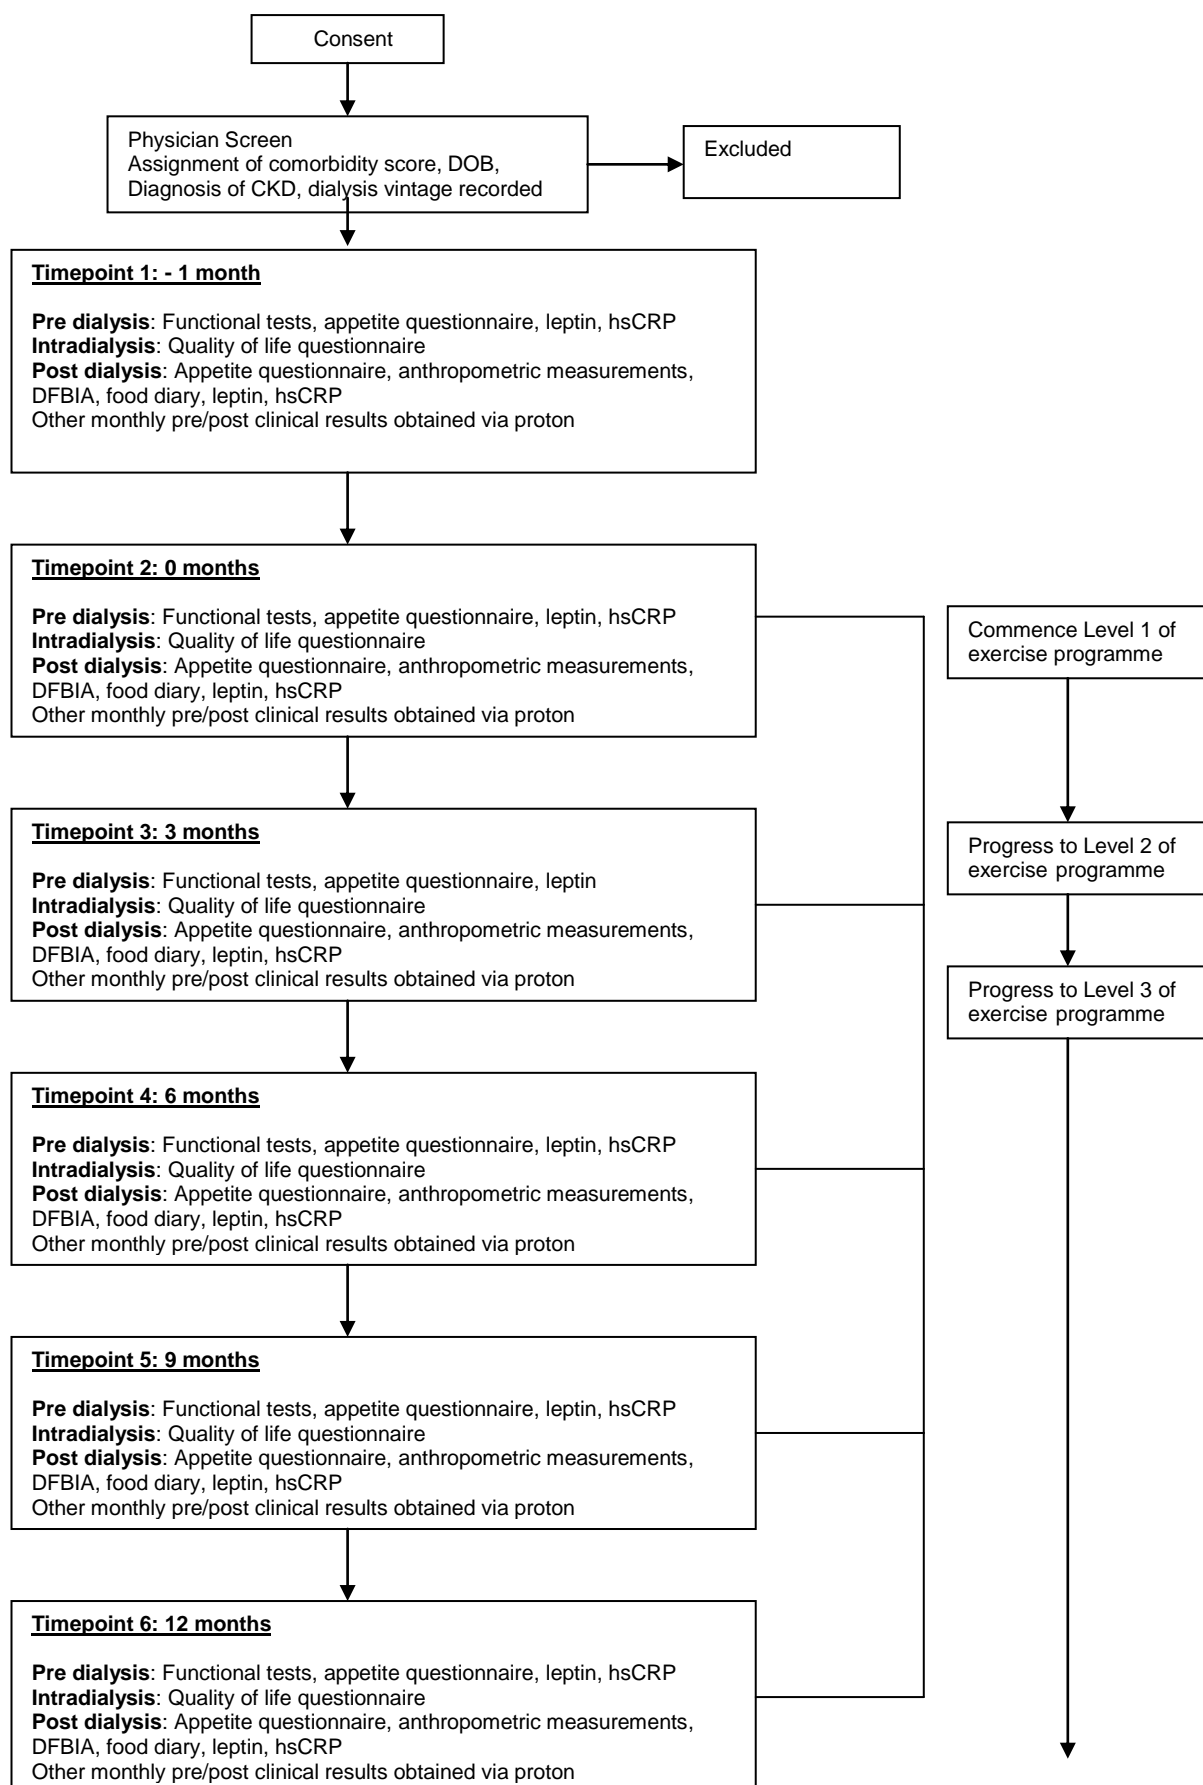 Consent
Physician Screen
Assignment of comorbidity score, DOB,
Diagnosis of CKD, dialysis vintage recorded
Excluded
Timepoint 1: - 1 month
Pre dialysis: Functional tests, appetite questionnaire, leptin, hsCRP
Intradialysis: Quality of life questionnaire
Post dialysis: Appetite questionnaire, anthropometric measurements,
DFBIA, food diary, leptin, hsCRP
Other monthly pre/post clinical results obtained via proton
Timepoint 2: 0 months
Pre dialysis: Functional tests, appetite questionnaire, leptin, hsCRP
Intradialysis: Quality of life questionnaire
Post dialysis: Appetite questionnaire, anthropometric measurements,
DFBIA, food diary, leptin, hsCRP
Other monthly pre/post clinical results obtained via proton
Commence Level 1 of
exercise programme
Timepoint 3: 3 months
Pre dialysis: Functional tests, appetite questionnaire, leptin
Intradialysis: Quality of life questionnaire
Post dialysis: Appetite questionnaire, anthropometric measurements,
DFBIA, food diary, leptin, hsCRP
Other monthly pre/post clinical results obtained via proton
Progress to Level 2 of
exercise programme
Progress to Level 3 of
exercise programme
Timepoint 4: 6 months
Pre dialysis: Functional tests, appetite questionnaire, leptin, hsCRP
Intradialysis: Quality of life questionnaire
Post dialysis: Appetite questionnaire, anthropometric measurements,
DFBIA, food diary, leptin, hsCRP
Other monthly pre/post clinical results obtained via proton
Timepoint 5: 9 months
Pre dialysis: Functional tests, appetite questionnaire, leptin, hsCRP
Intradialysis: Quality of life questionnaire
Post dialysis: Appetite questionnaire, anthropometric measurements,
DFBIA, food diary, leptin, hsCRP
Other monthly pre/post clinical results obtained via proton
Timepoint 6: 12 months
Pre dialysis: Functional tests, appetite questionnaire, leptin, hsCRP
Intradialysis: Quality of life questionnaire
Post dialysis: Appetite questionnaire, anthropometric measurements,
DFBIA, food diary, leptin, hsCRP
Other monthly pre/post clinical results obtained via proton